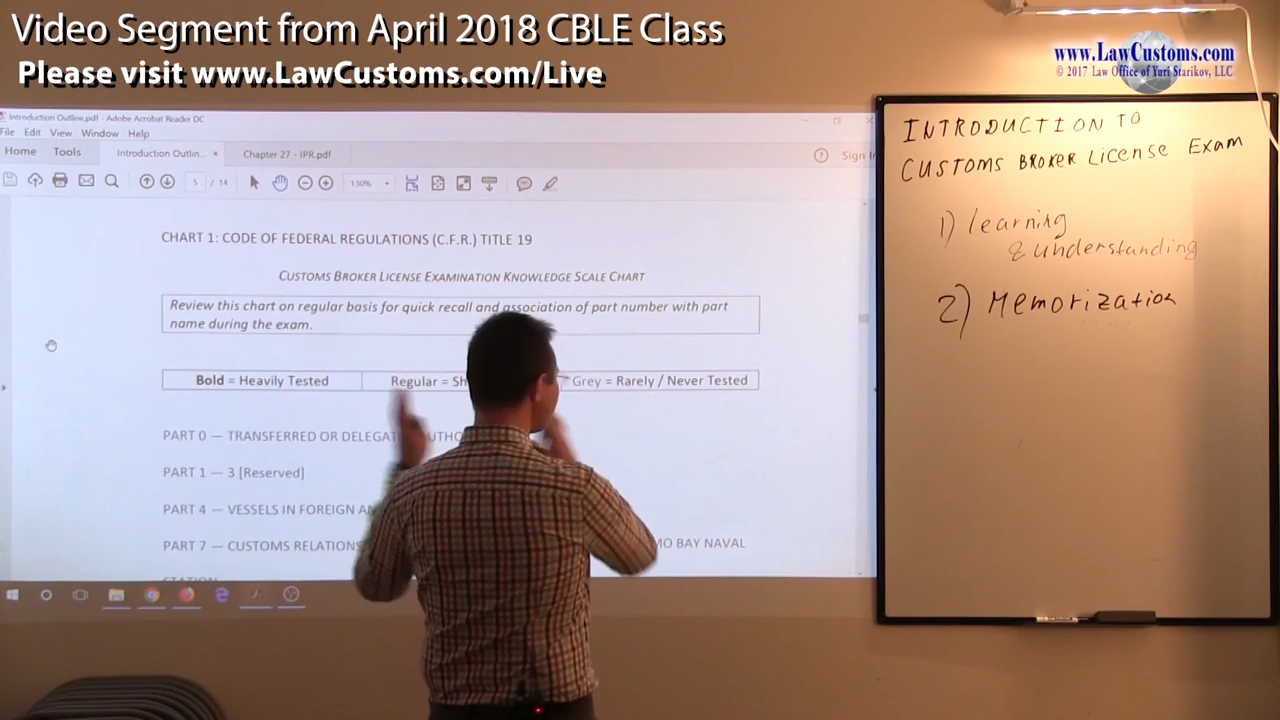 Video Segment from April 2018 CBLE Class
Please visit www.LawCustoms.com/Live
www.LawCustoms.com
© 2017 Law Office of Yuri Starikov, LLC
Introduction Outline.pdf - Adobe Acrobat Reader DC
File Edit View Window Help
Home Tools Introduction Outlin... × Chapter 27 - IPR.pdf Sign In
5 / 14 130%
CHART 1: CODE OF FEDERAL REGULATIONS (C.F.R.) TITLE 19
CUSTOMS BROKER LICENSE EXAMINATION KNOWLEDGE SCALE CHART
Review this chart on regular basis for quick recall and association of part number with part
name during the exam.
Bold = Heavily Tested Regular = Grey = Rarely / Never Tested
PART 0 — TRANSFERRED OR
PART 1 — 3 [Reserved]
PART 4 — VESSELS IN FOREIGN
PART 7 — CUSTOMS RELATIONS BAY NAVAL
INTRODUCTION TO
CUSTOMS BROKER LICENSE Exam
1) learning
& understanding
2) Memorization